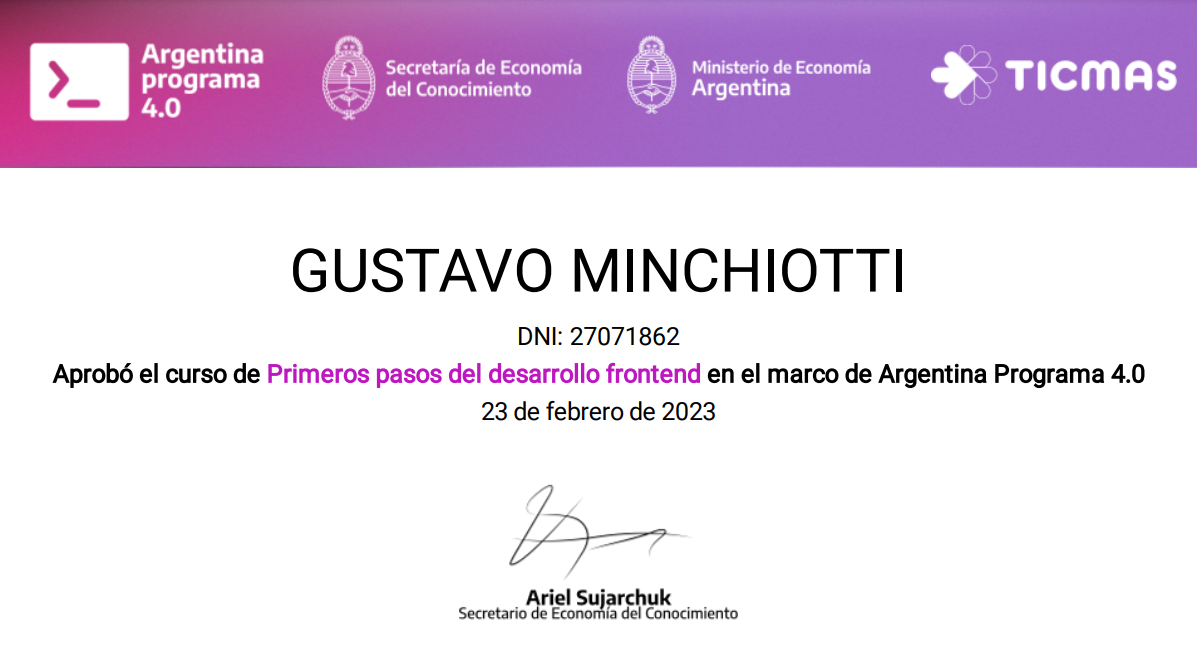 Argentina
programa
4.0
Secretaría de Economía
del Conocimiento
Ministerio de Economía
Argentina
TICMAS
GUSTAVO MINCHIOTTI
DNI: 27071862
Aprobó el curso de Primeros pasos del desarrollo frontend en el marco de Argentina Programa 4.0
23 de febrero de 2023
Ariel Sujarchuk
Secretario de Economía del Conocimiento